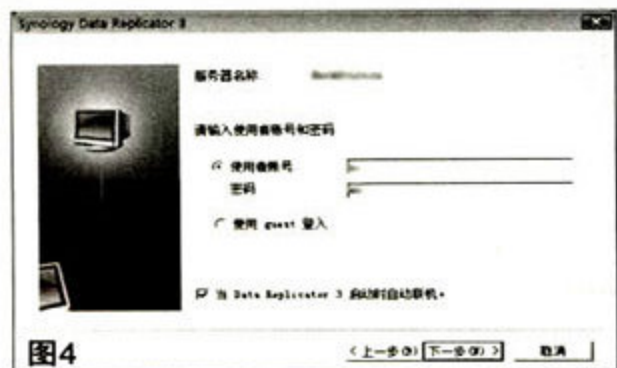 Synology Data Replicator 3
服务器名称
请输入使用者账号和密码
使用者账号
密码
使用 guest 登入
当 Data Replicator 3 启动时自动联机。
图4
<上一步(B) 下一步(N) > 取消